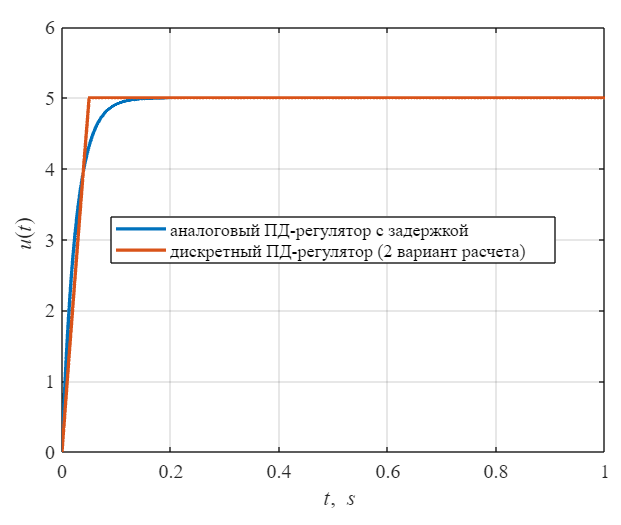 6
5
4
3
2
1
0
u(t)
аналоговый ПД-регулятор с задержкой
дискретный ПД-регулятор (2 вариант расчета)
0 0.2 0.4 0.6 0.8 1
t, s